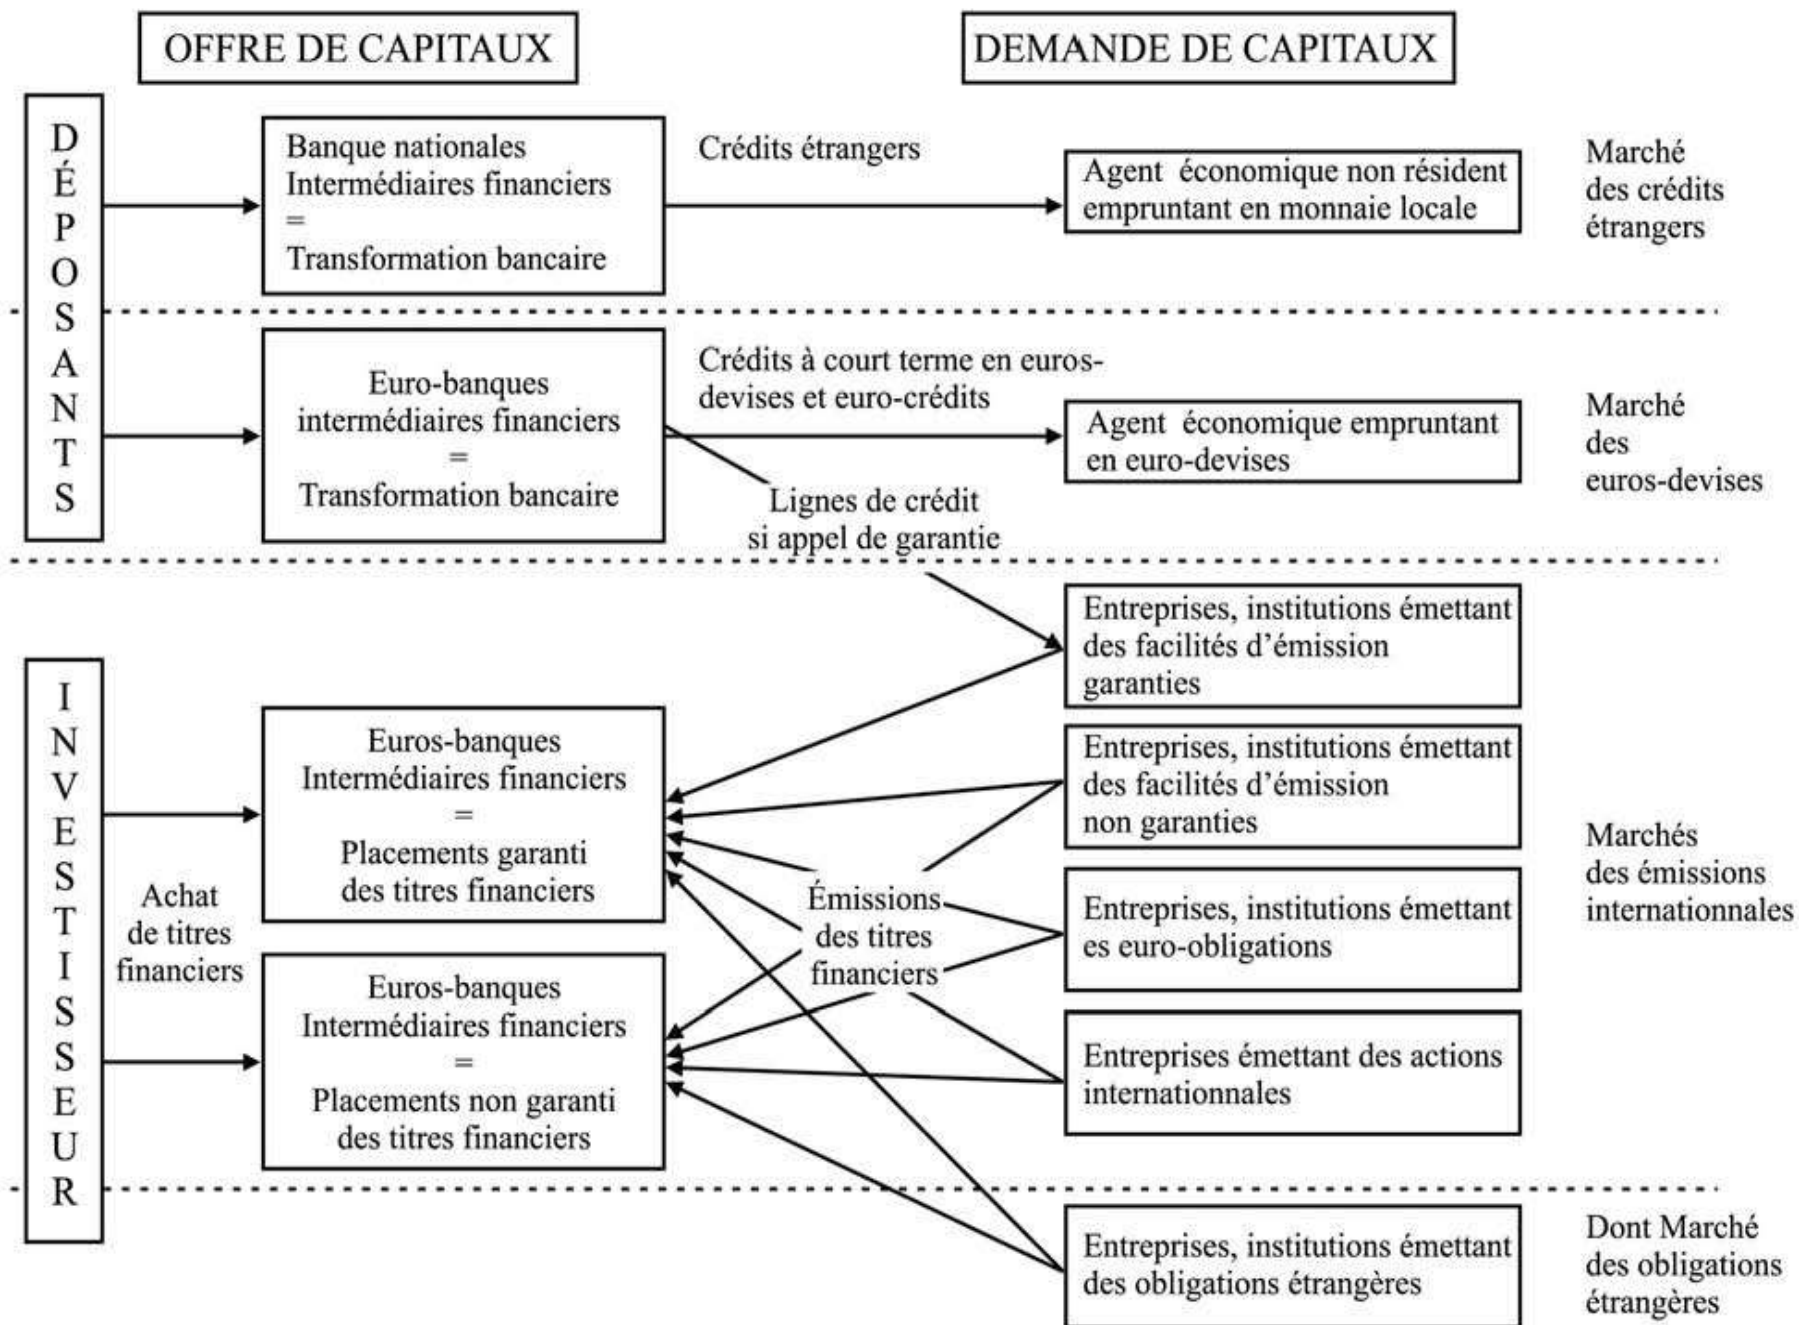 OFFRE DE CAPITAUX
DEMANDE DE CAPITAUX
DÉPOSANTS
Banque nationales
Intermédiaires financiers
=
Transformation bancaire
Crédits étrangers
Agent économique non résident
empruntant en monnaie locale
Marché
des crédits
étrangers
Euro-banques
intermédiaires financiers
=
Transformation bancaire
Crédits à court terme en euros-
devises et euro-crédits
Agent économique empruntant
en euro-devises
Marché
des
euros-devises
Lignes de crédit
si appel de garantie
INVESTISSEUR
Achat
de titres
financiers
Euros-banques
Intermédiaires financiers
=
Placements garanti
des titres financiers
Euros-banques
Intermédiaires financiers
=
Placements non garanti
des titres financiers
Émissions
des titres
financiers
Entreprises, institutions émettant
des facilités d’émission
garanties
Entreprises, institutions émettant
des facilités d’émission
non garanties
Entreprises, institutions émettant
es euro-obligations
Entreprises émettant des actions
internationnales
Marchés
des émissions
internationnales
Entreprises, institutions émettant
des obligations étrangères
Dont Marché
des obligations
étrangères